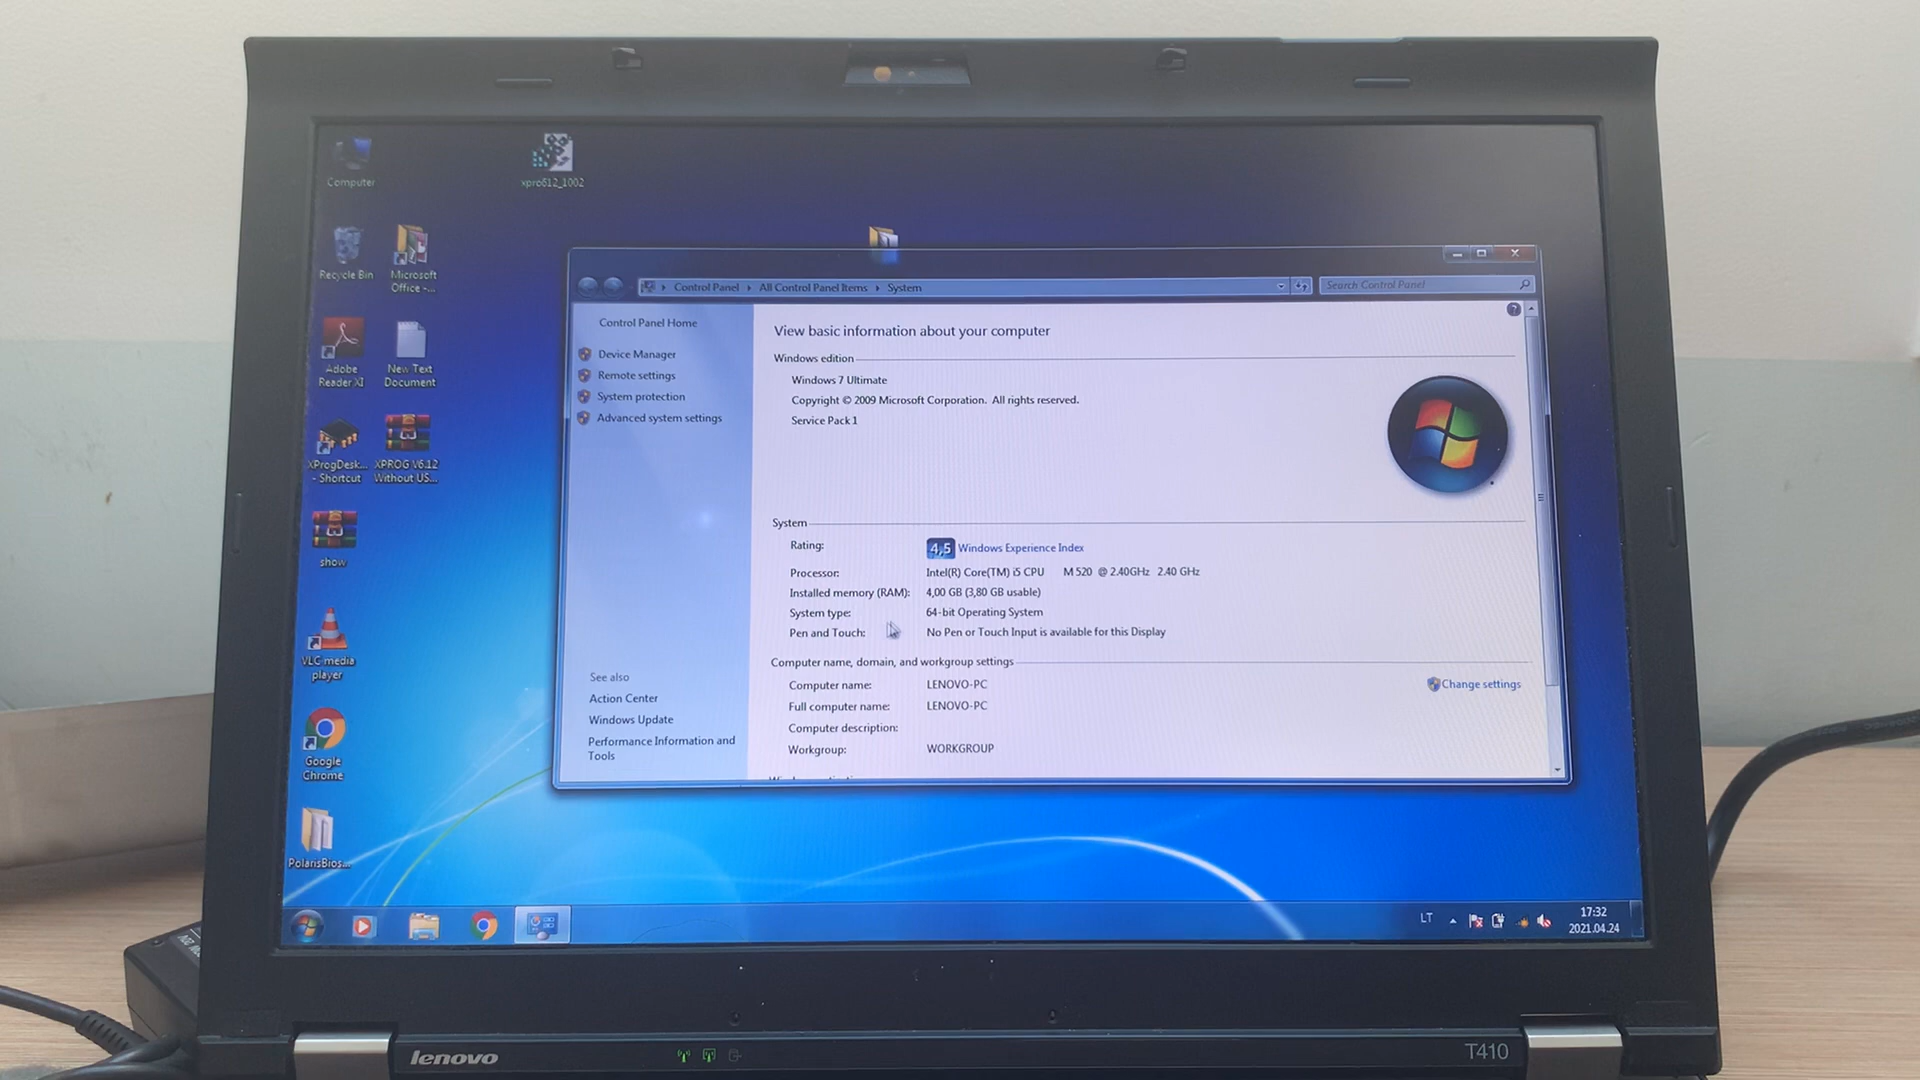 Computer
xpro612_1002
Recycle Bin
Microsoft
Office -...
Adobe
Reader XI
New Text
Document
XProgDesk...
- Shortcut
XPROG V6.12
Without US...
show
VLC media
player
Google
Chrome
PolarisBios...
Control Panel
All Control Panel Items
System
Search Control Panel
Control Panel Home
Device Manager
Remote settings
System protection
Advanced system settings
See also
Action Center
Windows Update
Performance Information and
Tools
View basic information about your computer
Windows edition
Windows 7 Ultimate
Copyright © 2009 Microsoft Corporation. All rights reserved.
Service Pack 1
System
Rating: 4,5 Windows Experience Index
Processor: Intel(R) Core(TM) i5 CPU M 520 @ 2.40GHz 2.40 GHz
Installed memory (RAM): 4,00 GB (3,80 GB usable)
System type: 64-bit Operating System
Pen and Touch: No Pen or Touch Input is available for this Display
Computer name, domain, and workgroup settings
Computer name: LENOVO-PC
Change settings
Full computer name: LENOVO-PC
Computer description:
Workgroup: WORKGROUP
LT
17:32
2021.04.24
lenovo
T410